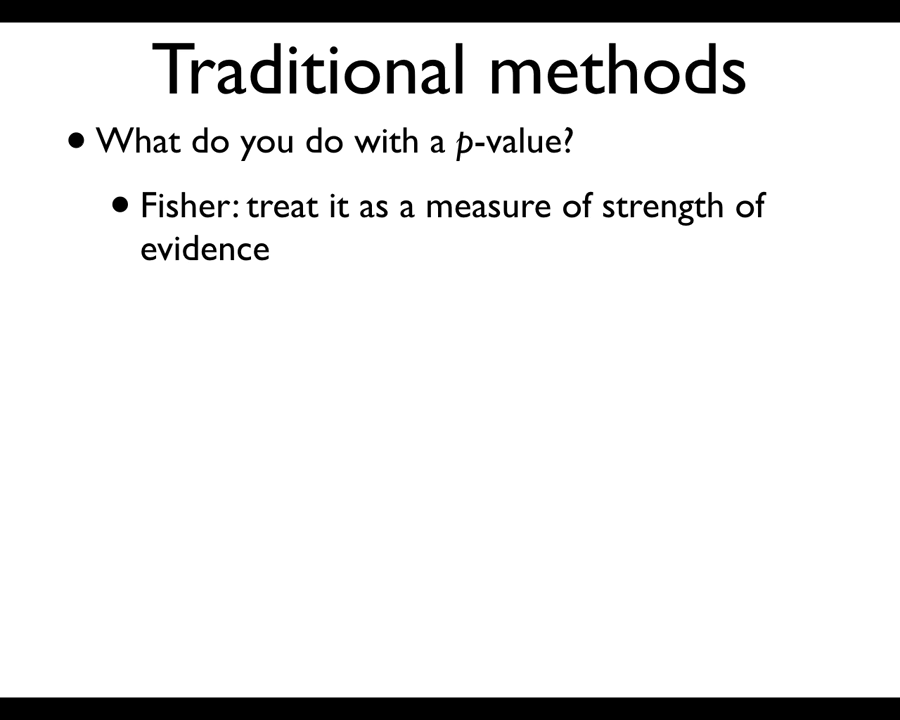 Traditional methods
• What do you do with a p-value?
• Fisher: treat it as a measure of strength of
evidence